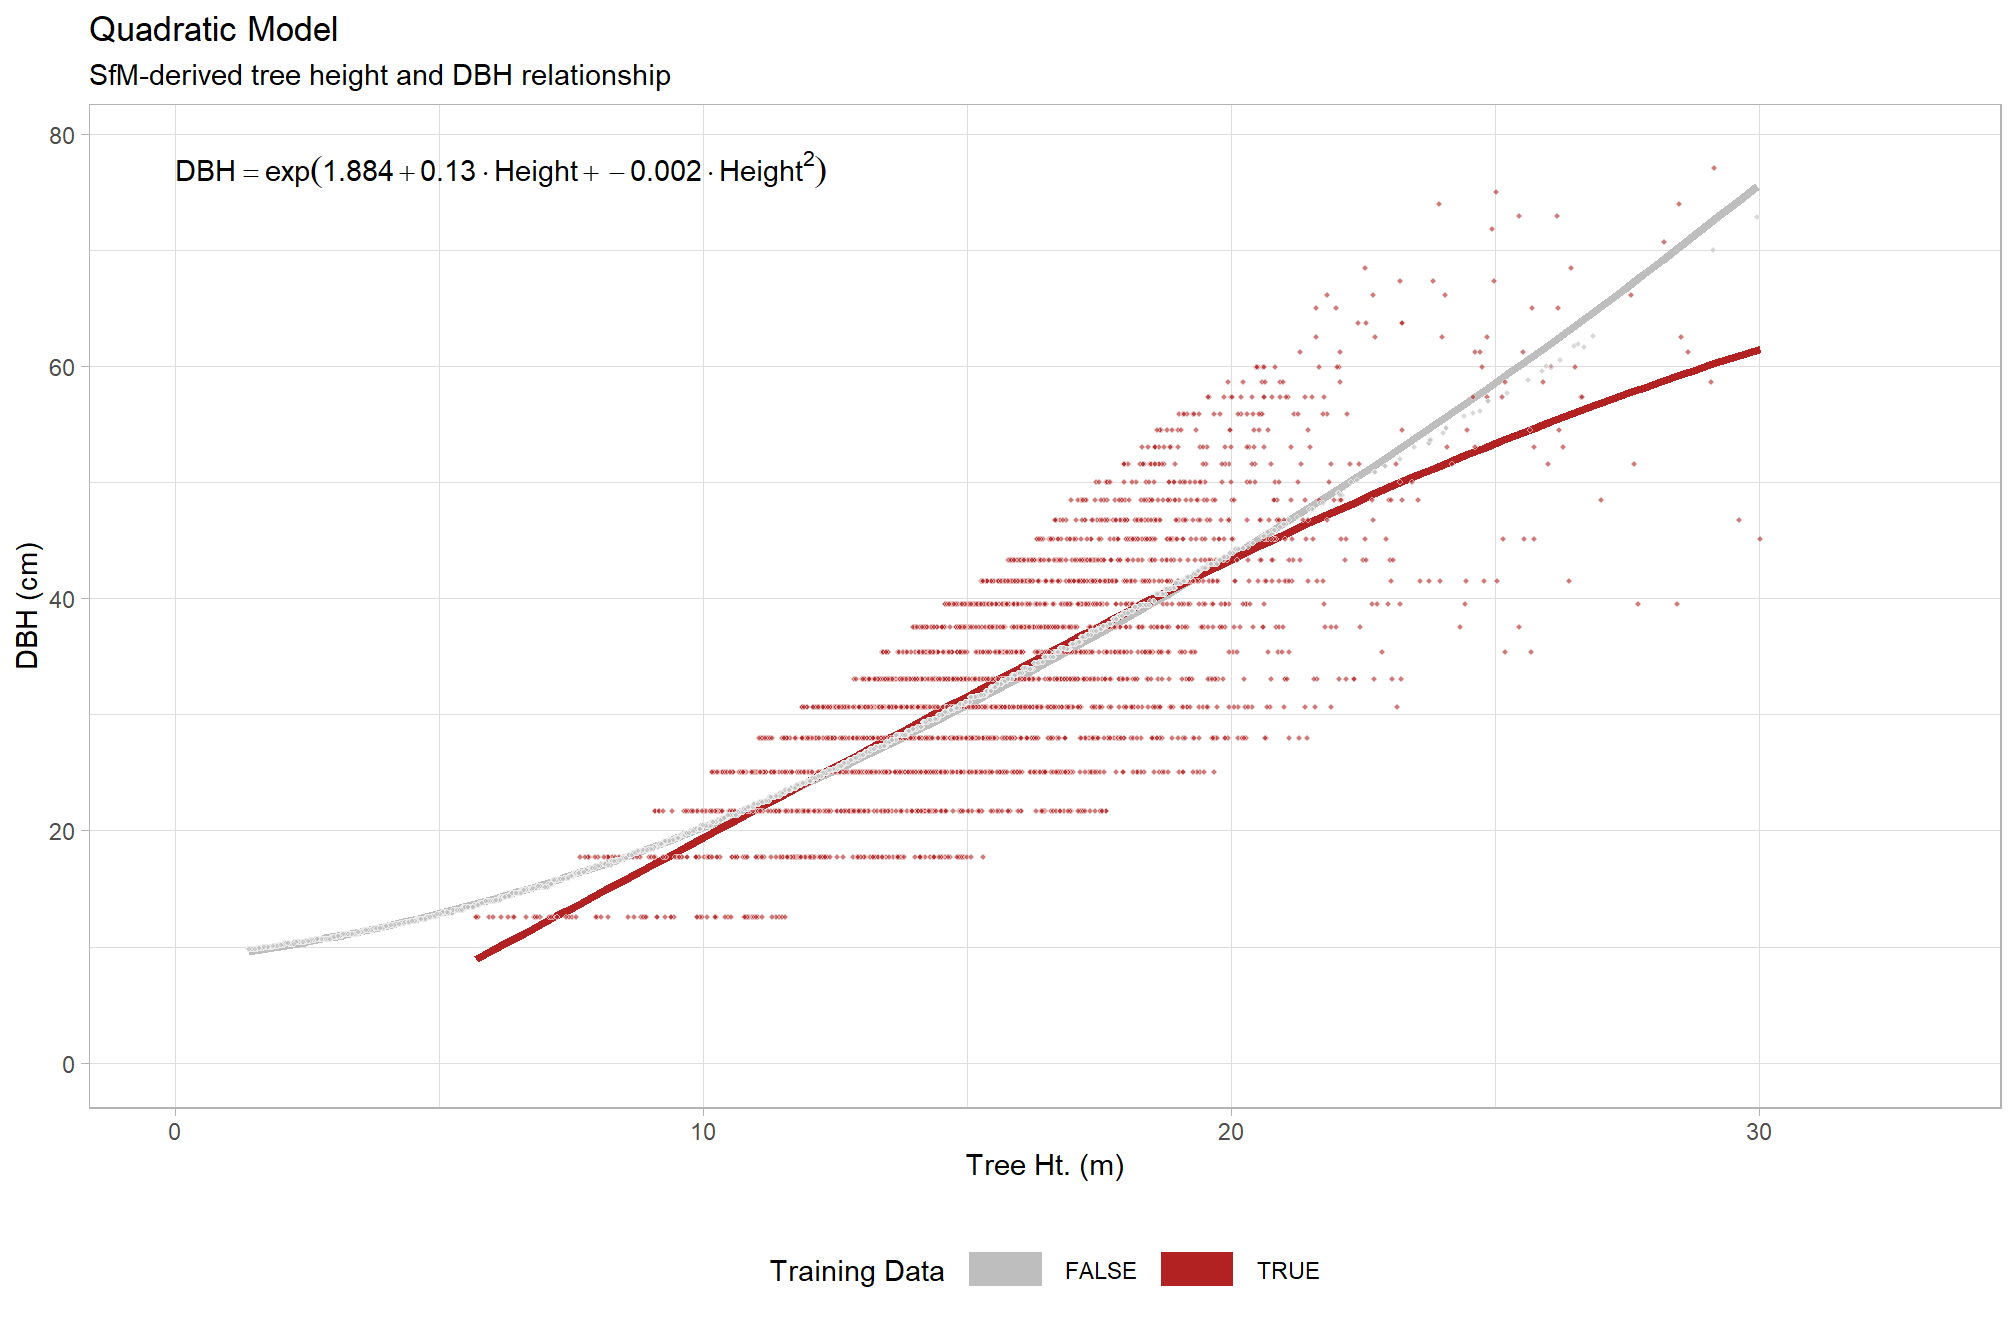 Quadratic Model
SfM-derived tree height and DBH relationship
DBH = exp(1.884 + 0.13 · Height + − 0.002 · Height²)
80
60
40
20
0
DBH (cm)
0 10 20 30
Tree Ht. (m)
Training Data FALSE TRUE